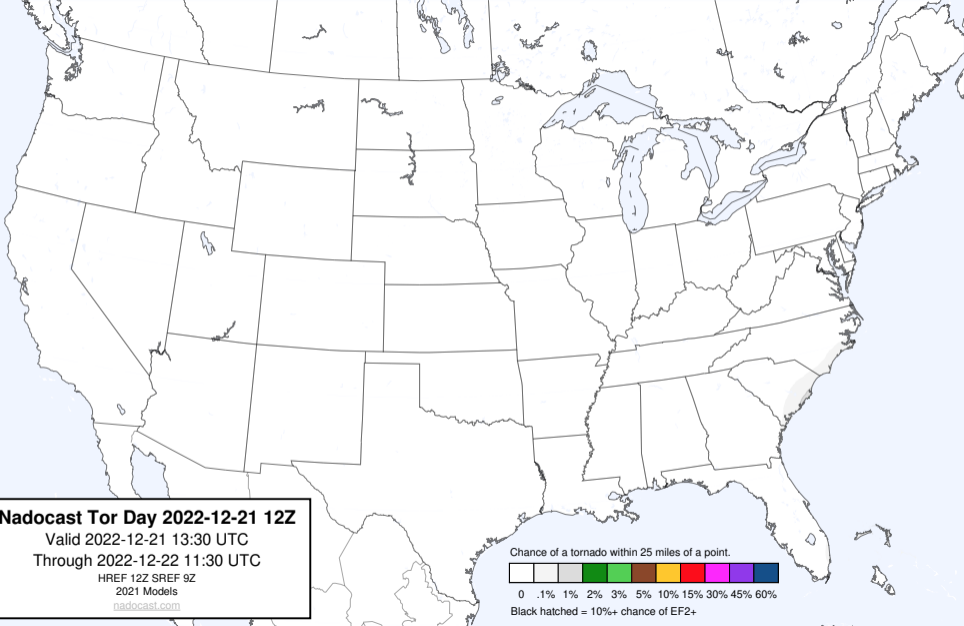 Nadocast Tor Day 2022-12-21 12Z
Valid 2022-12-21 13:30 UTC
Through 2022-12-22 11:30 UTC
HREF 12Z SREF 9Z
2021 Models
nadocast.com
Chance of a tornado within 25 miles of a point.
0 .1% 1% 2% 3% 5% 10% 15% 30% 45% 60%
Black hatched = 10%+ chance of EF2+